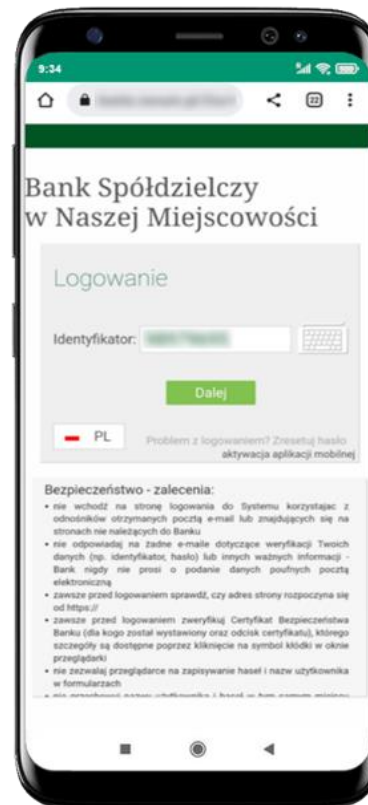 9:34
22
Bank Spółdzielczy
w Naszej Miejscowości
Logowanie
Identyfikator:
Dalej
PL
Problem z logowaniem? Zresetuj hasło
aktywacja aplikacji mobilnej
Bezpieczeństwo - zalecenia:
• nie wchodź na stronę logowania do Systemu korzystajac z
odnośników otrzymanych pocztą e-mail lub znajdujących się na
stronach nie należących do Banku
• nie odpowiadaj na żadne e-maile dotyczące weryfikacji Twoich
danych (np. identyfikator, hasło) lub innych ważnych informacji -
Bank nigdy nie prosi o podanie danych poufnych pocztą
elektroniczną
• zawsze przed logowaniem sprawdź, czy adres strony rozpoczyna się
od https://
• zawsze przed logowaniem zweryfikuj Certyfikat Bezpieczeństwa
Banku (dla kogo został wystawiony oraz odcisk certyfikatu), którego
szczegóły są dostępne poprzez kliknięcie na symbol kłódki w oknie
przeglądarki
• nie zezwalaj przeglądarce na zapisywanie haseł i nazw użytkownika
w formularzach